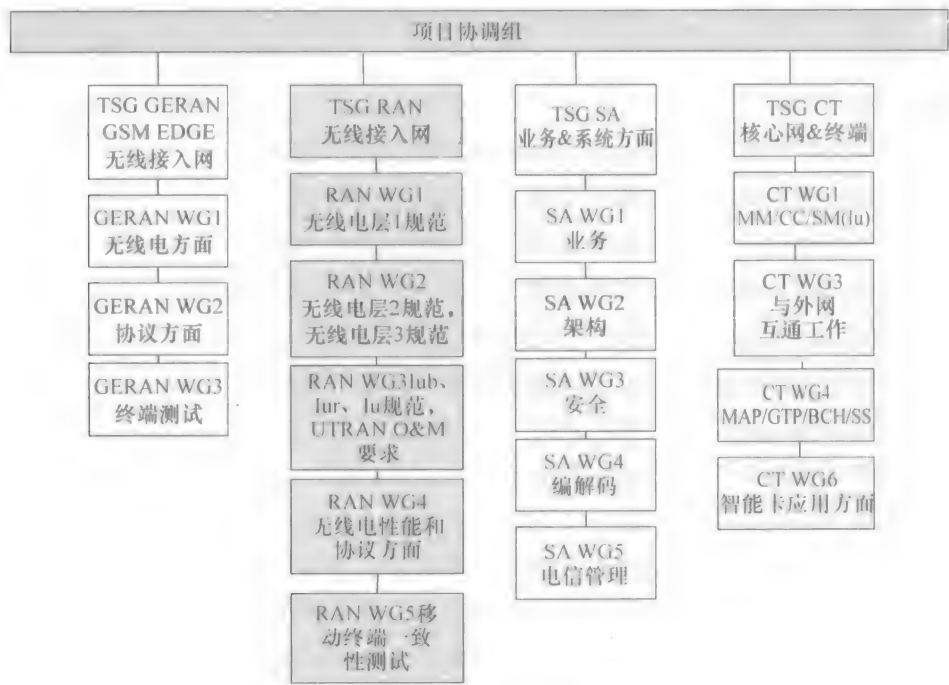 项目协调组
TSG GERAN
GSM EDGE
无线接入网
GERAN WG1
无线电方面
GERAN WG2
协议方面
GERAN WG3
终端测试
TSG RAN
无线接入网
RAN WG1
无线电层1规范
RAN WG2
无线电层2规范，
无线电层3规范
RAN WG3Iub、
Iur、Iu规范，
UTRAN O&M
要求
RAN WG4
无线电性能和
协议方面
RAN WG5移
动终端一致
性测试
TSG SA
业务&系统方面
SA WG1
业务
SA WG2
架构
SA WG3
安全
SA WG4
编解码
SA WG5
电信管理
TSG CT
核心网&终端
CT WG1
MM/CC/SM(Iu)
CT WG3
与外网
互通工作
CT WG4
MAP/GTP/BCH/SS
CT WG6
智能卡应用方面